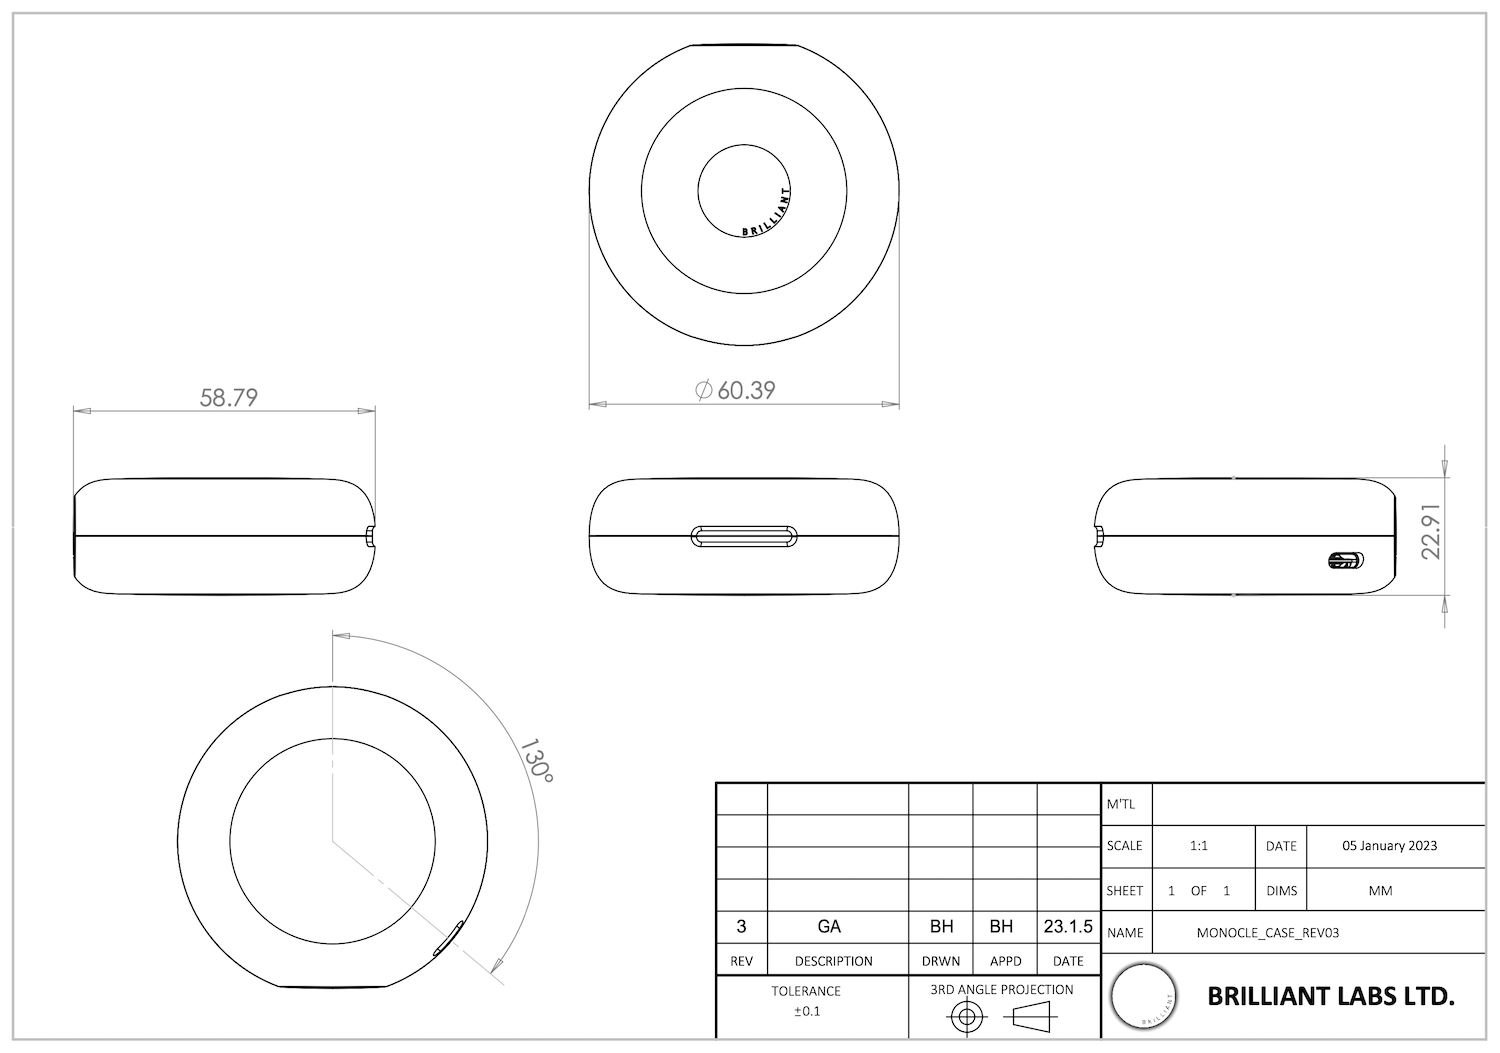 BRILLIANT
⌀60.39
58.79
22.91
130°
M'TL
SCALE 1:1 DATE 05 January 2023
SHEET 1 OF 1 DIMS MM
3 GA BH BH 23.1.5
NAME MONOCLE_CASE_REV03
REV DESCRIPTION DRWN APPD DATE
TOLERANCE
±0.1
3RD ANGLE PROJECTION
BRILLIANT
BRILLIANT LABS LTD.